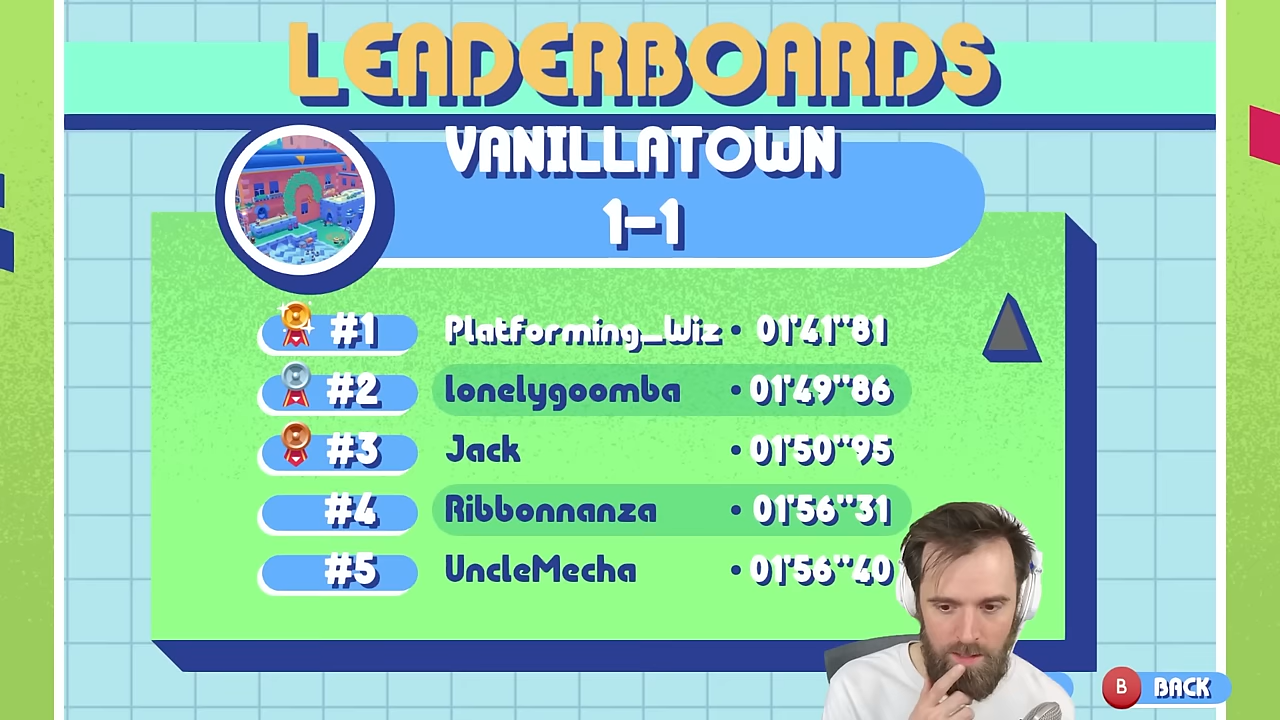 LEADERBOARDS
VANILLATOWN
1-1
#1 Platforming_Wiz • 01'41"81
#2 lonelygoomba • 01'49"86
#3 Jack • 01'50"95
#4 Ribbonnanza • 01'56"31
#5 UncleMecha • 01'56"40
B BACK